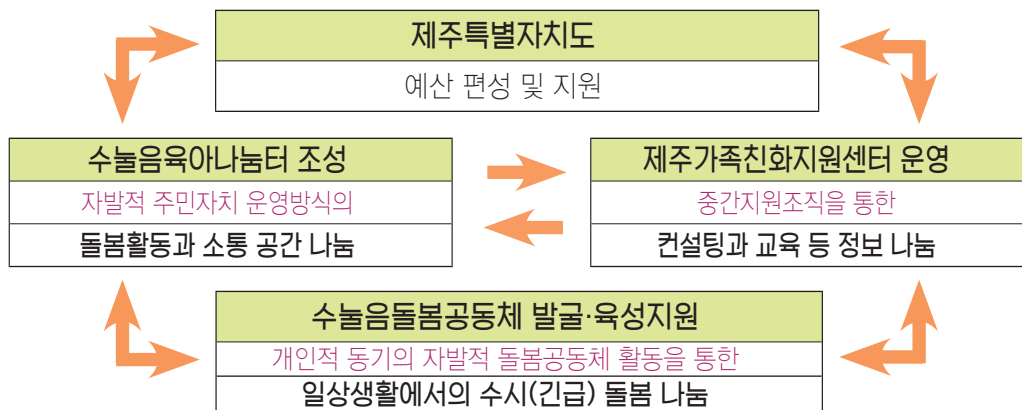 제주특별자치도
예산 편성 및 지원
수눌음육아나눔터 조성
자발적 주민자치 운영방식의
돌봄활동과 소통 공간 나눔
제주가족친화지원센터 운영
중간지원조직을 통한
컨설팅과 교육 등 정보 나눔
수눌음돌봄공동체 발굴·육성지원
개인적 동기의 자발적 돌봄공동체 활동을 통한
일상생활에서의 수시(긴급) 돌봄 나눔